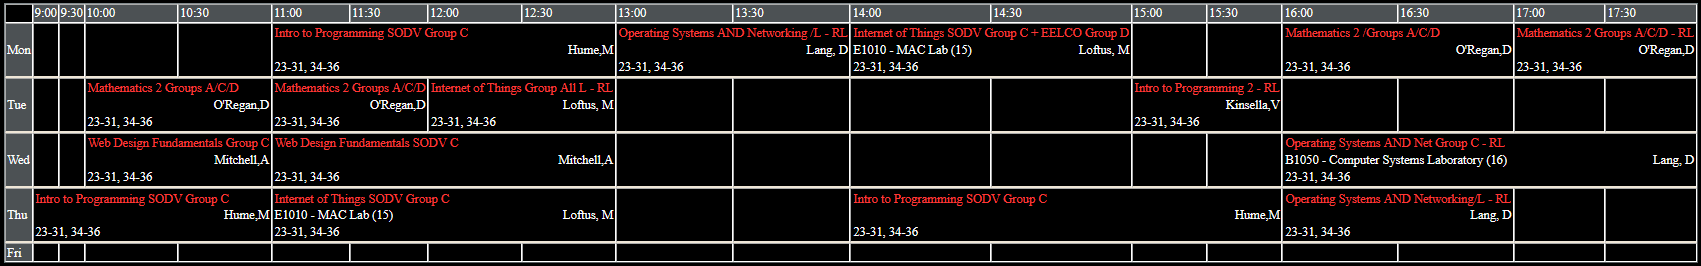 9:00 9:30 10:00 10:30 11:00 11:30 12:00 12:30 13:00 13:30 14:00 14:30 15:00 15:30 16:00 16:30 17:00 17:30
Mon
Intro to Programming SODV Group C
Hume,M
23-31, 34-36
Operating Systems AND Networking /L - RL
Lang, D
23-31, 34-36
Internet of Things SODV Group C + EELCO Group D
E1010 - MAC Lab (15) Loftus, M
23-31, 34-36
Mathematics 2 /Groups A/C/D
O'Regan,D
23-31, 34-36
Mathematics 2 Groups A/C/D - RL
O'Regan,D
23-31, 34-36
Tue
Mathematics 2 Groups A/C/D
O'Regan,D
23-31, 34-36
Mathematics 2 Groups A/C/D
O'Regan,D
23-31, 34-36
Internet of Things Group All L - RL
Loftus, M
23-31, 34-36
Intro to Programming 2 - RL
Kinsella,V
23-31, 34-36
Wed
Web Design Fundamentals Group C
Mitchell,A
23-31, 34-36
Web Design Fundamentals SODV C
Mitchell,A
23-31, 34-36
Operating Systems AND Net Group C - RL
B1050 - Computer Systems Laboratory (16) Lang, D
23-31, 34-36
Thu
Intro to Programming SODV Group C
Hume,M
23-31, 34-36
Internet of Things SODV Group C
E1010 - MAC Lab (15) Loftus, M
23-31, 34-36
Intro to Programming SODV Group C
Hume,M
23-31, 34-36
Operating Systems AND Networking/L - RL
Lang, D
23-31, 34-36
Fri